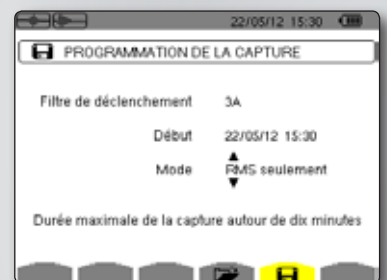 22/05/12 15:30
PROGRAMMATION DE LA CAPTURE
Filtre de déclenchement 3A
Début 22/05/12 15:30
Mode RMS seulement
Durée maximale de la capture autour de dix minutes